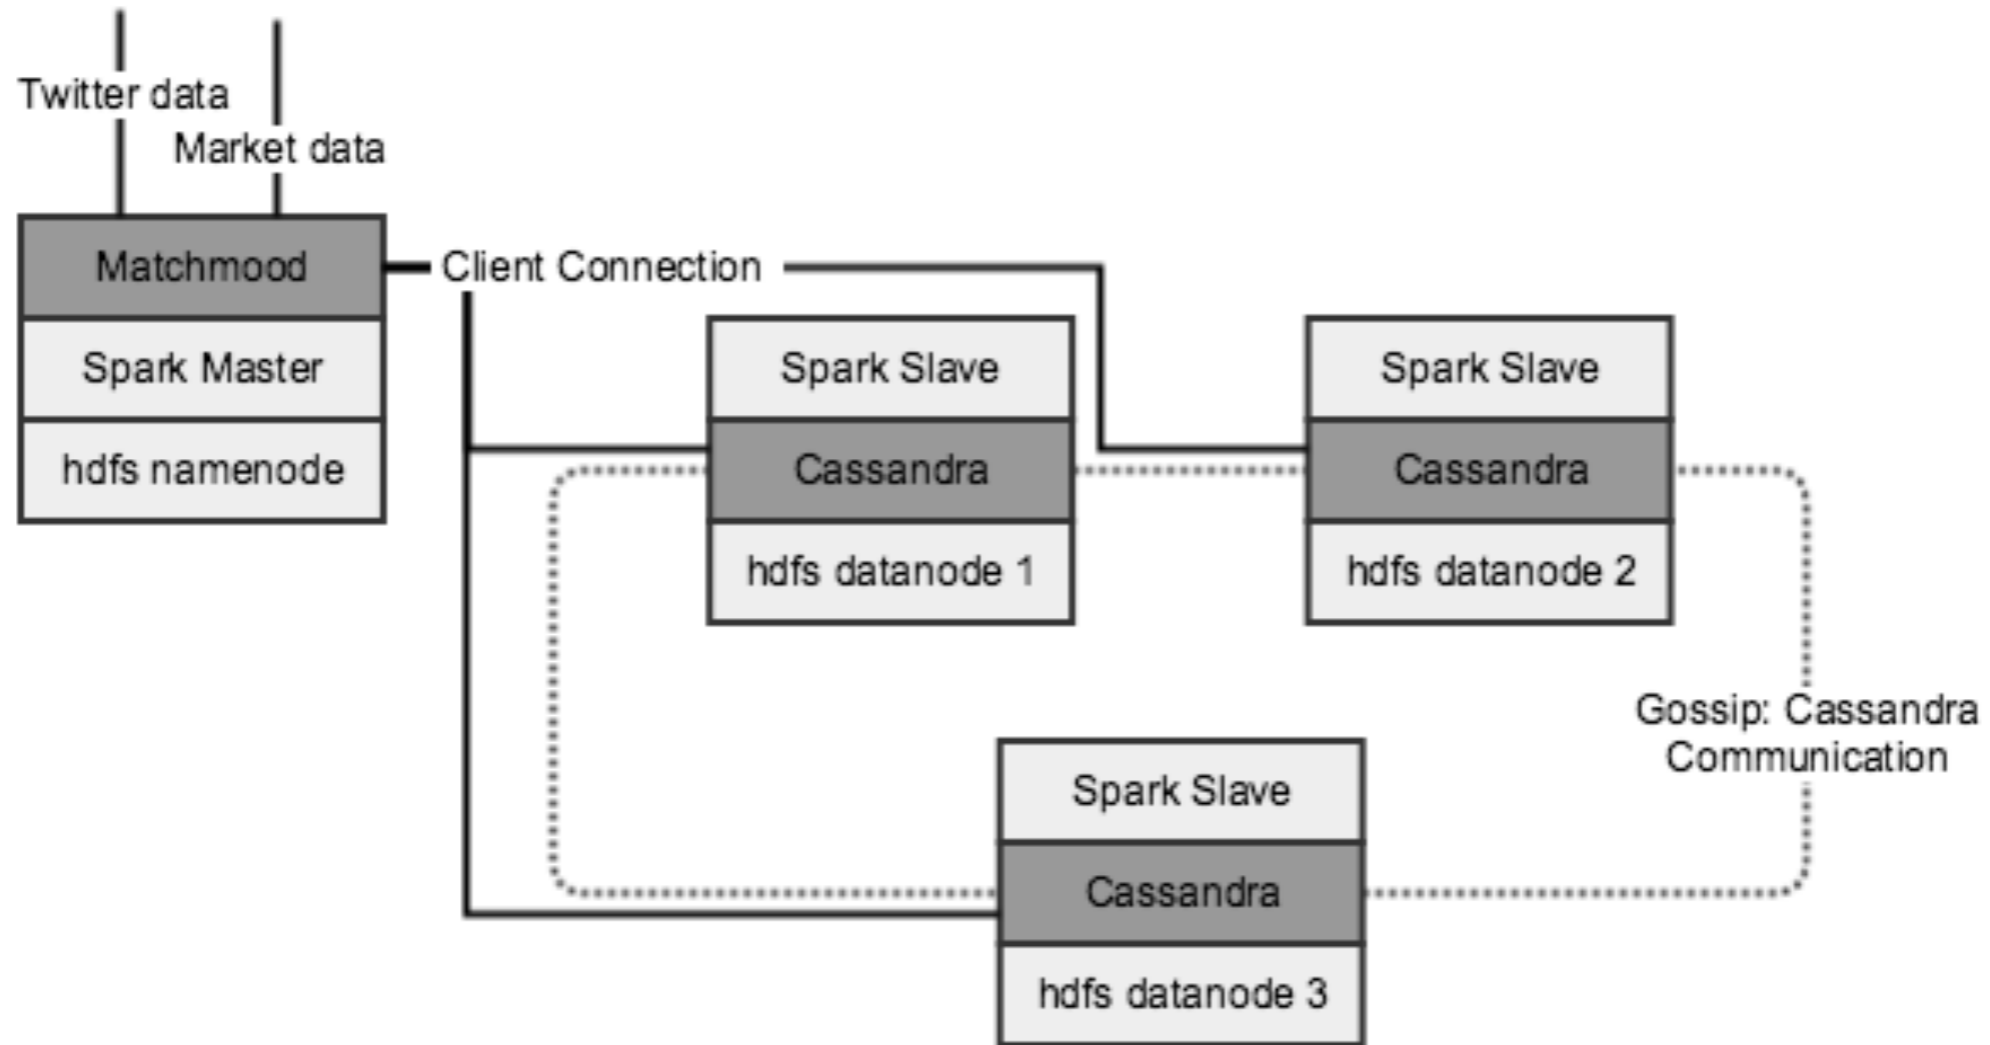 Twitter data
Market data
Matchmood
Spark Master
hdfs namenode
Client Connection
Spark Slave
Cassandra
hdfs datanode 1
Spark Slave
Cassandra
hdfs datanode 2
Gossip: Cassandra
Communication
Spark Slave
Cassandra
hdfs datanode 3